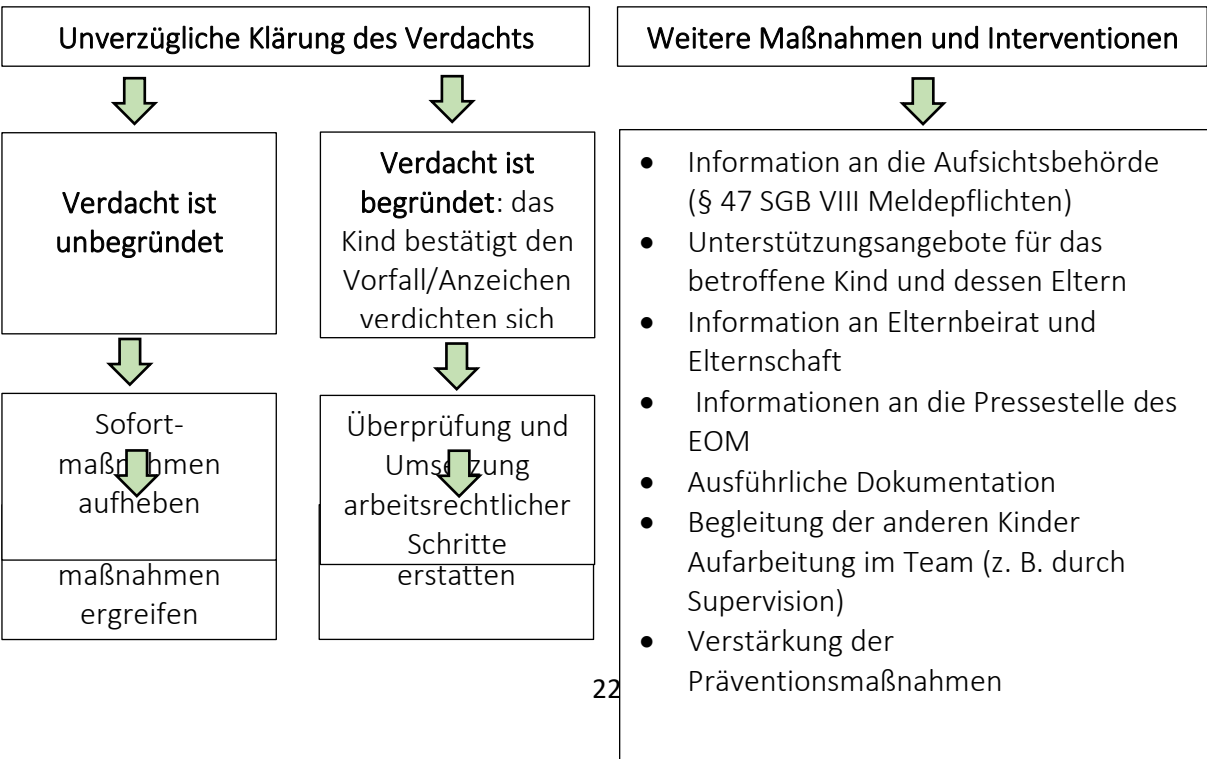 Unverzügliche Klärung des Verdachts
Verdacht ist
unbegründet
Sofort-
maßnahmen
aufheben
maßnahmen
ergreifen
Verdacht ist
begründet: das
Kind bestätigt den
Vorfall/Anzeichen
verdichten sich
Überprüfung und
Umsetzung
arbeitsrechtlicher
Schritte
erstatten
Weitere Maßnahmen und Interventionen
• Information an die Aufsichtsbehörde
(§ 47 SGB VIII Meldepflichten)
• Unterstützungsangebote für das
betroffene Kind und dessen Eltern
• Information an Elternbeirat und
Elternschaft
• Informationen an die Pressestelle des
EOM
• Ausführliche Dokumentation
• Begleitung der anderen Kinder
Aufarbeitung im Team (z. B. durch
Supervision)
• Verstärkung der
Präventionsmaßnahmen
22